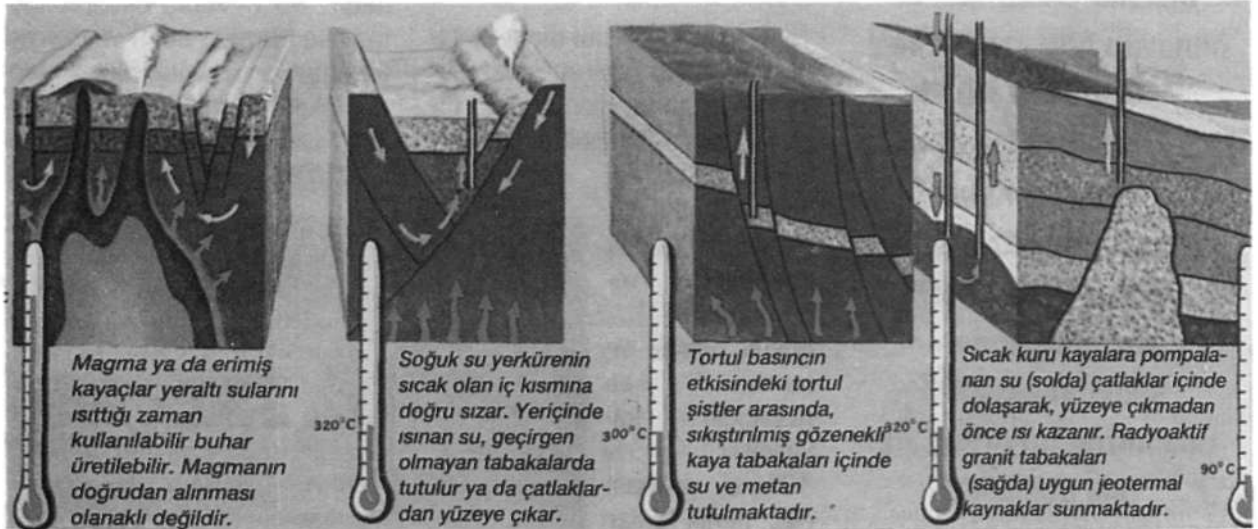 Magma ya da erimiş
kayaçlar yeraltı sularını
ısıttığı zaman
kullanılabilir buhar
üretilebilir. Magmanın
doğrudan alınması
olanaklı değildir.
320°C
Soğuk su yerkürenin
sıcak olan iç kısmına
doğru sızar. Yeriçinde
ısınan su, geçirgen
olmayan tabakalarda
tutulur ya da çatlaklar-
dan yüzeye çıkar.
300°C
Tortul basıncın
etkisindeki tortul
şistler arasında,
sıkıştırılmış gözenekli
kaya tabakaları içinde
su ve metan
tutulmaktadır.
320°C
Sıcak kuru kayalara pompala-
nan su (solda) çatlaklar içinde
dolaşarak, yüzeye çıkmadan
önce ısı kazanır. Radyoaktif
granit tabakaları
(sağda) uygun jeotermal
kaynaklar sunmaktadır.
90°C